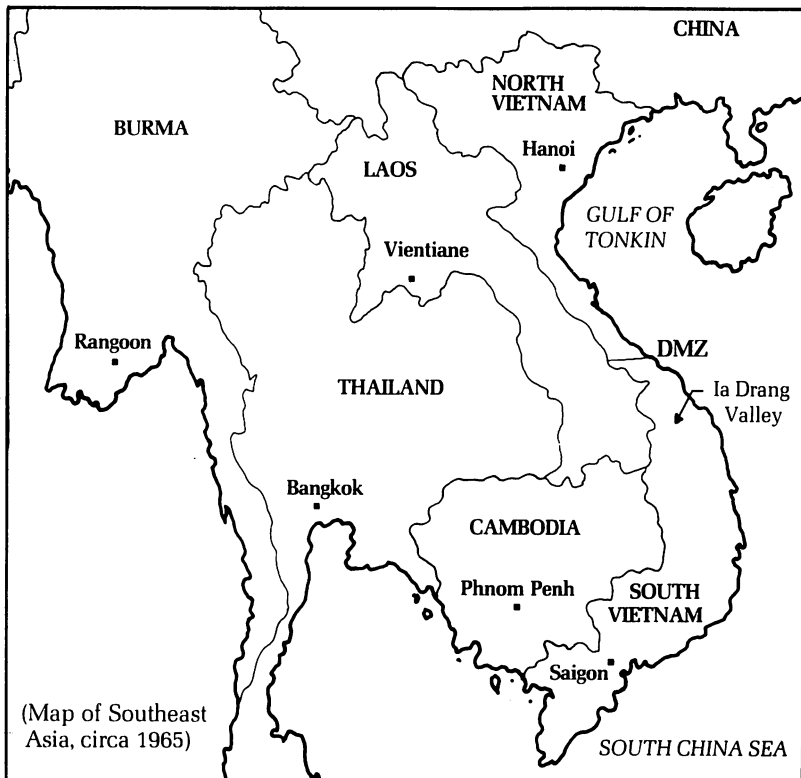 CHINA
NORTH
VIETNAM
BURMA
Hanoi
LAOS
GULF OF
TONKIN
Vientiane
Rangoon
DMZ
THAILAND
Ia Drang
Valley
Bangkok
CAMBODIA
Phnom Penh
SOUTH
VIETNAM
Saigon
(Map of Southeast
Asia, circa 1965)
SOUTH CHINA SEA